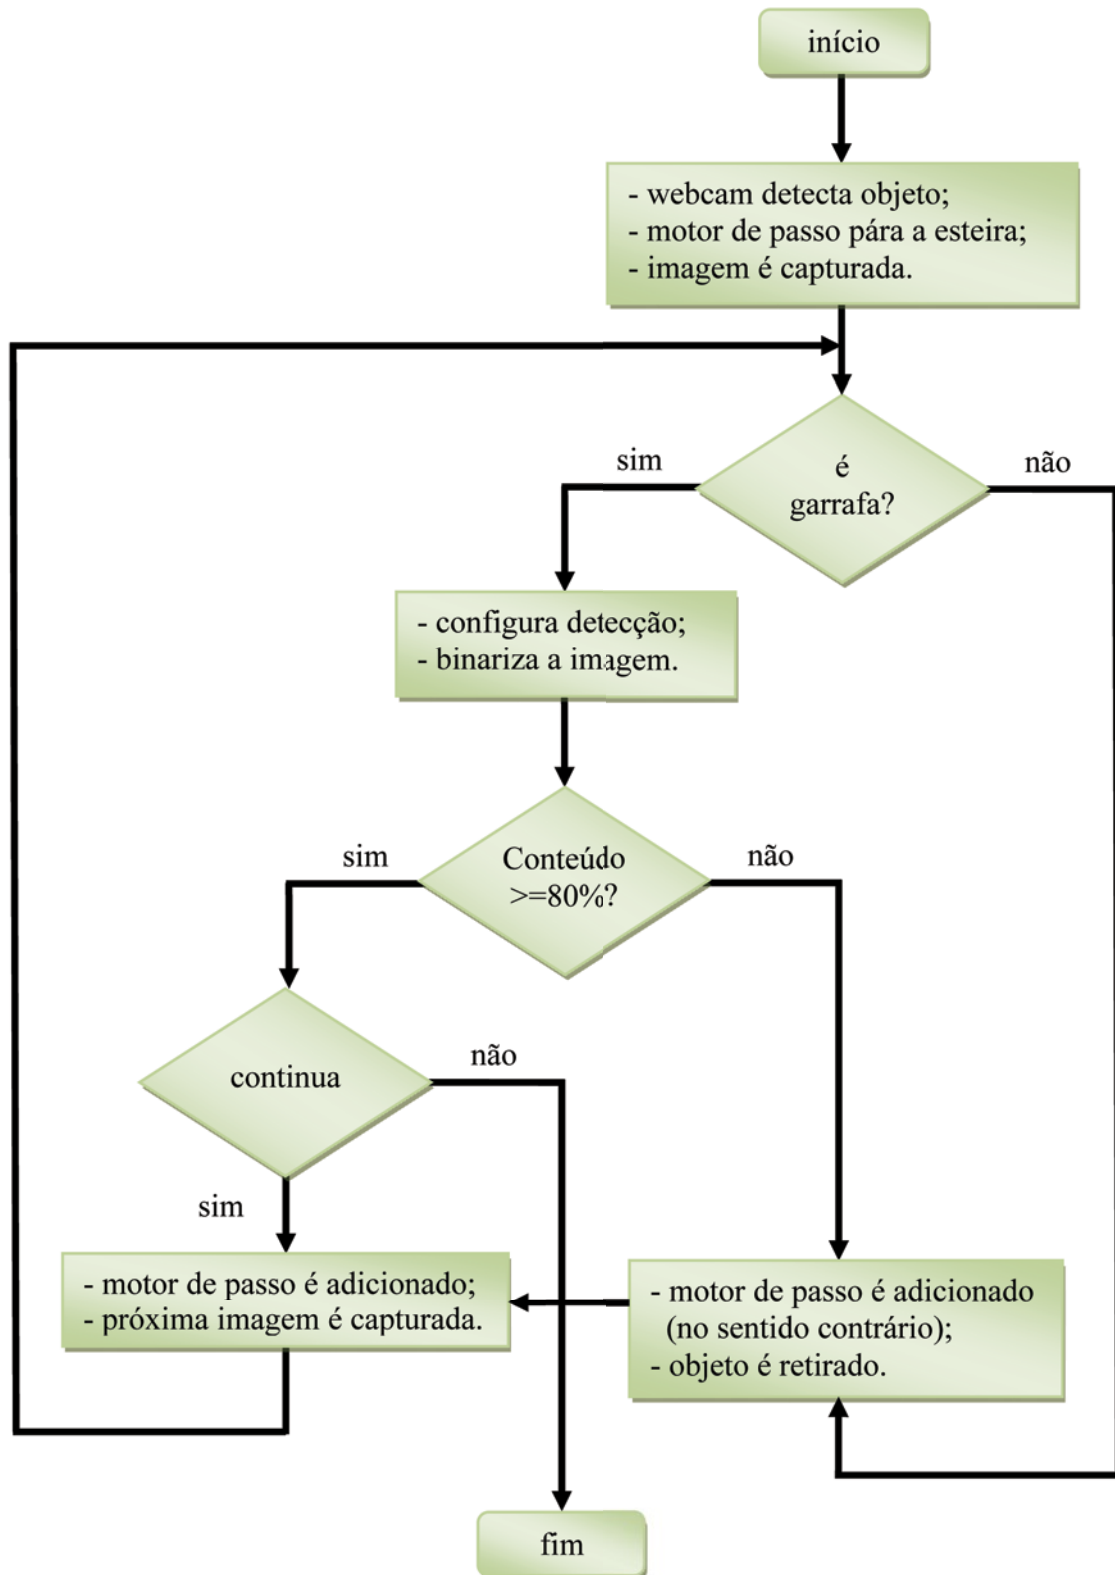 início
- webcam detecta objeto;
- motor de passo pára a esteira;
- imagem é capturada.
é
garrafa?
sim
não
- configura detecção;
- binariza a imagem.
Conteúdo
>=80%?
sim
não
continua
não
sim
- motor de passo é adicionado;
- próxima imagem é capturada.
- motor de passo é adicionado
(no sentido contrário);
- objeto é retirado.
fim